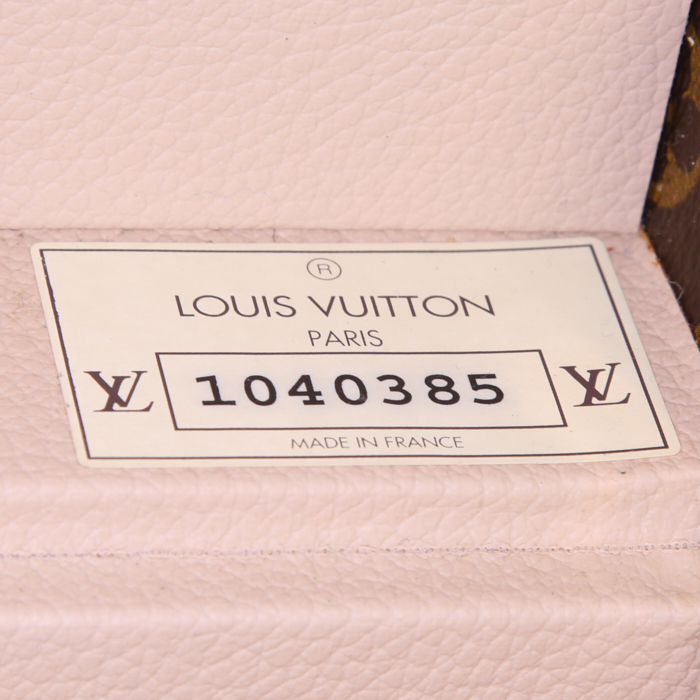 ®
LOUIS VUITTON
PARIS
LV 1040385 LV
MADE IN FRANCE